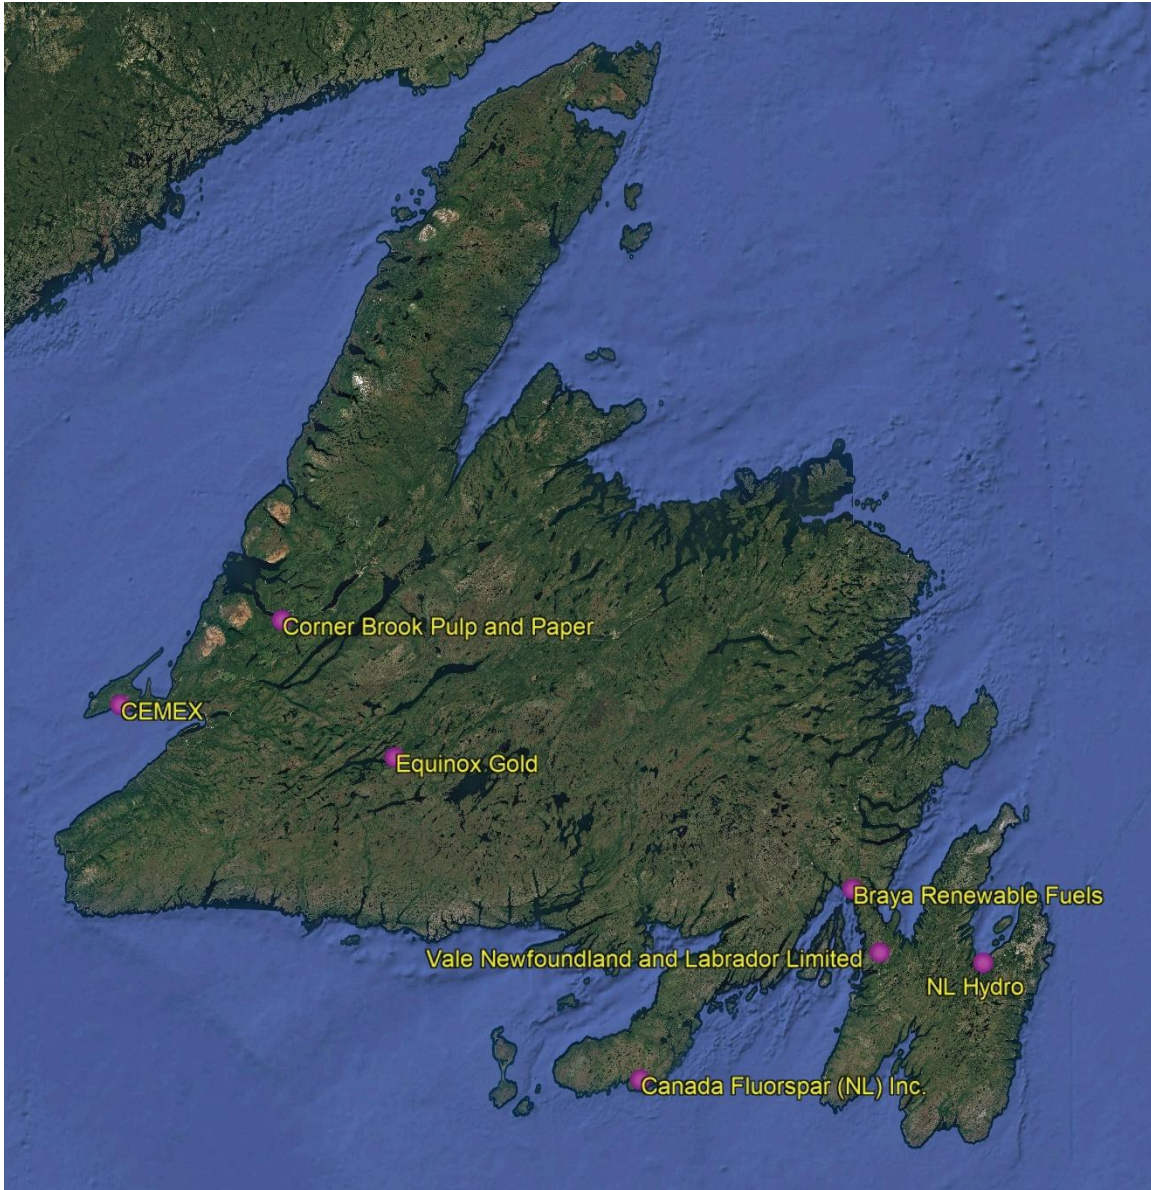 Corner Brook Pulp and Paper
CEMEX
Equinox Gold
Braya Renewable Fuels
Vale Newfoundland and Labrador Limited
NL Hydro
Canada Fluorspar (NL) Inc.